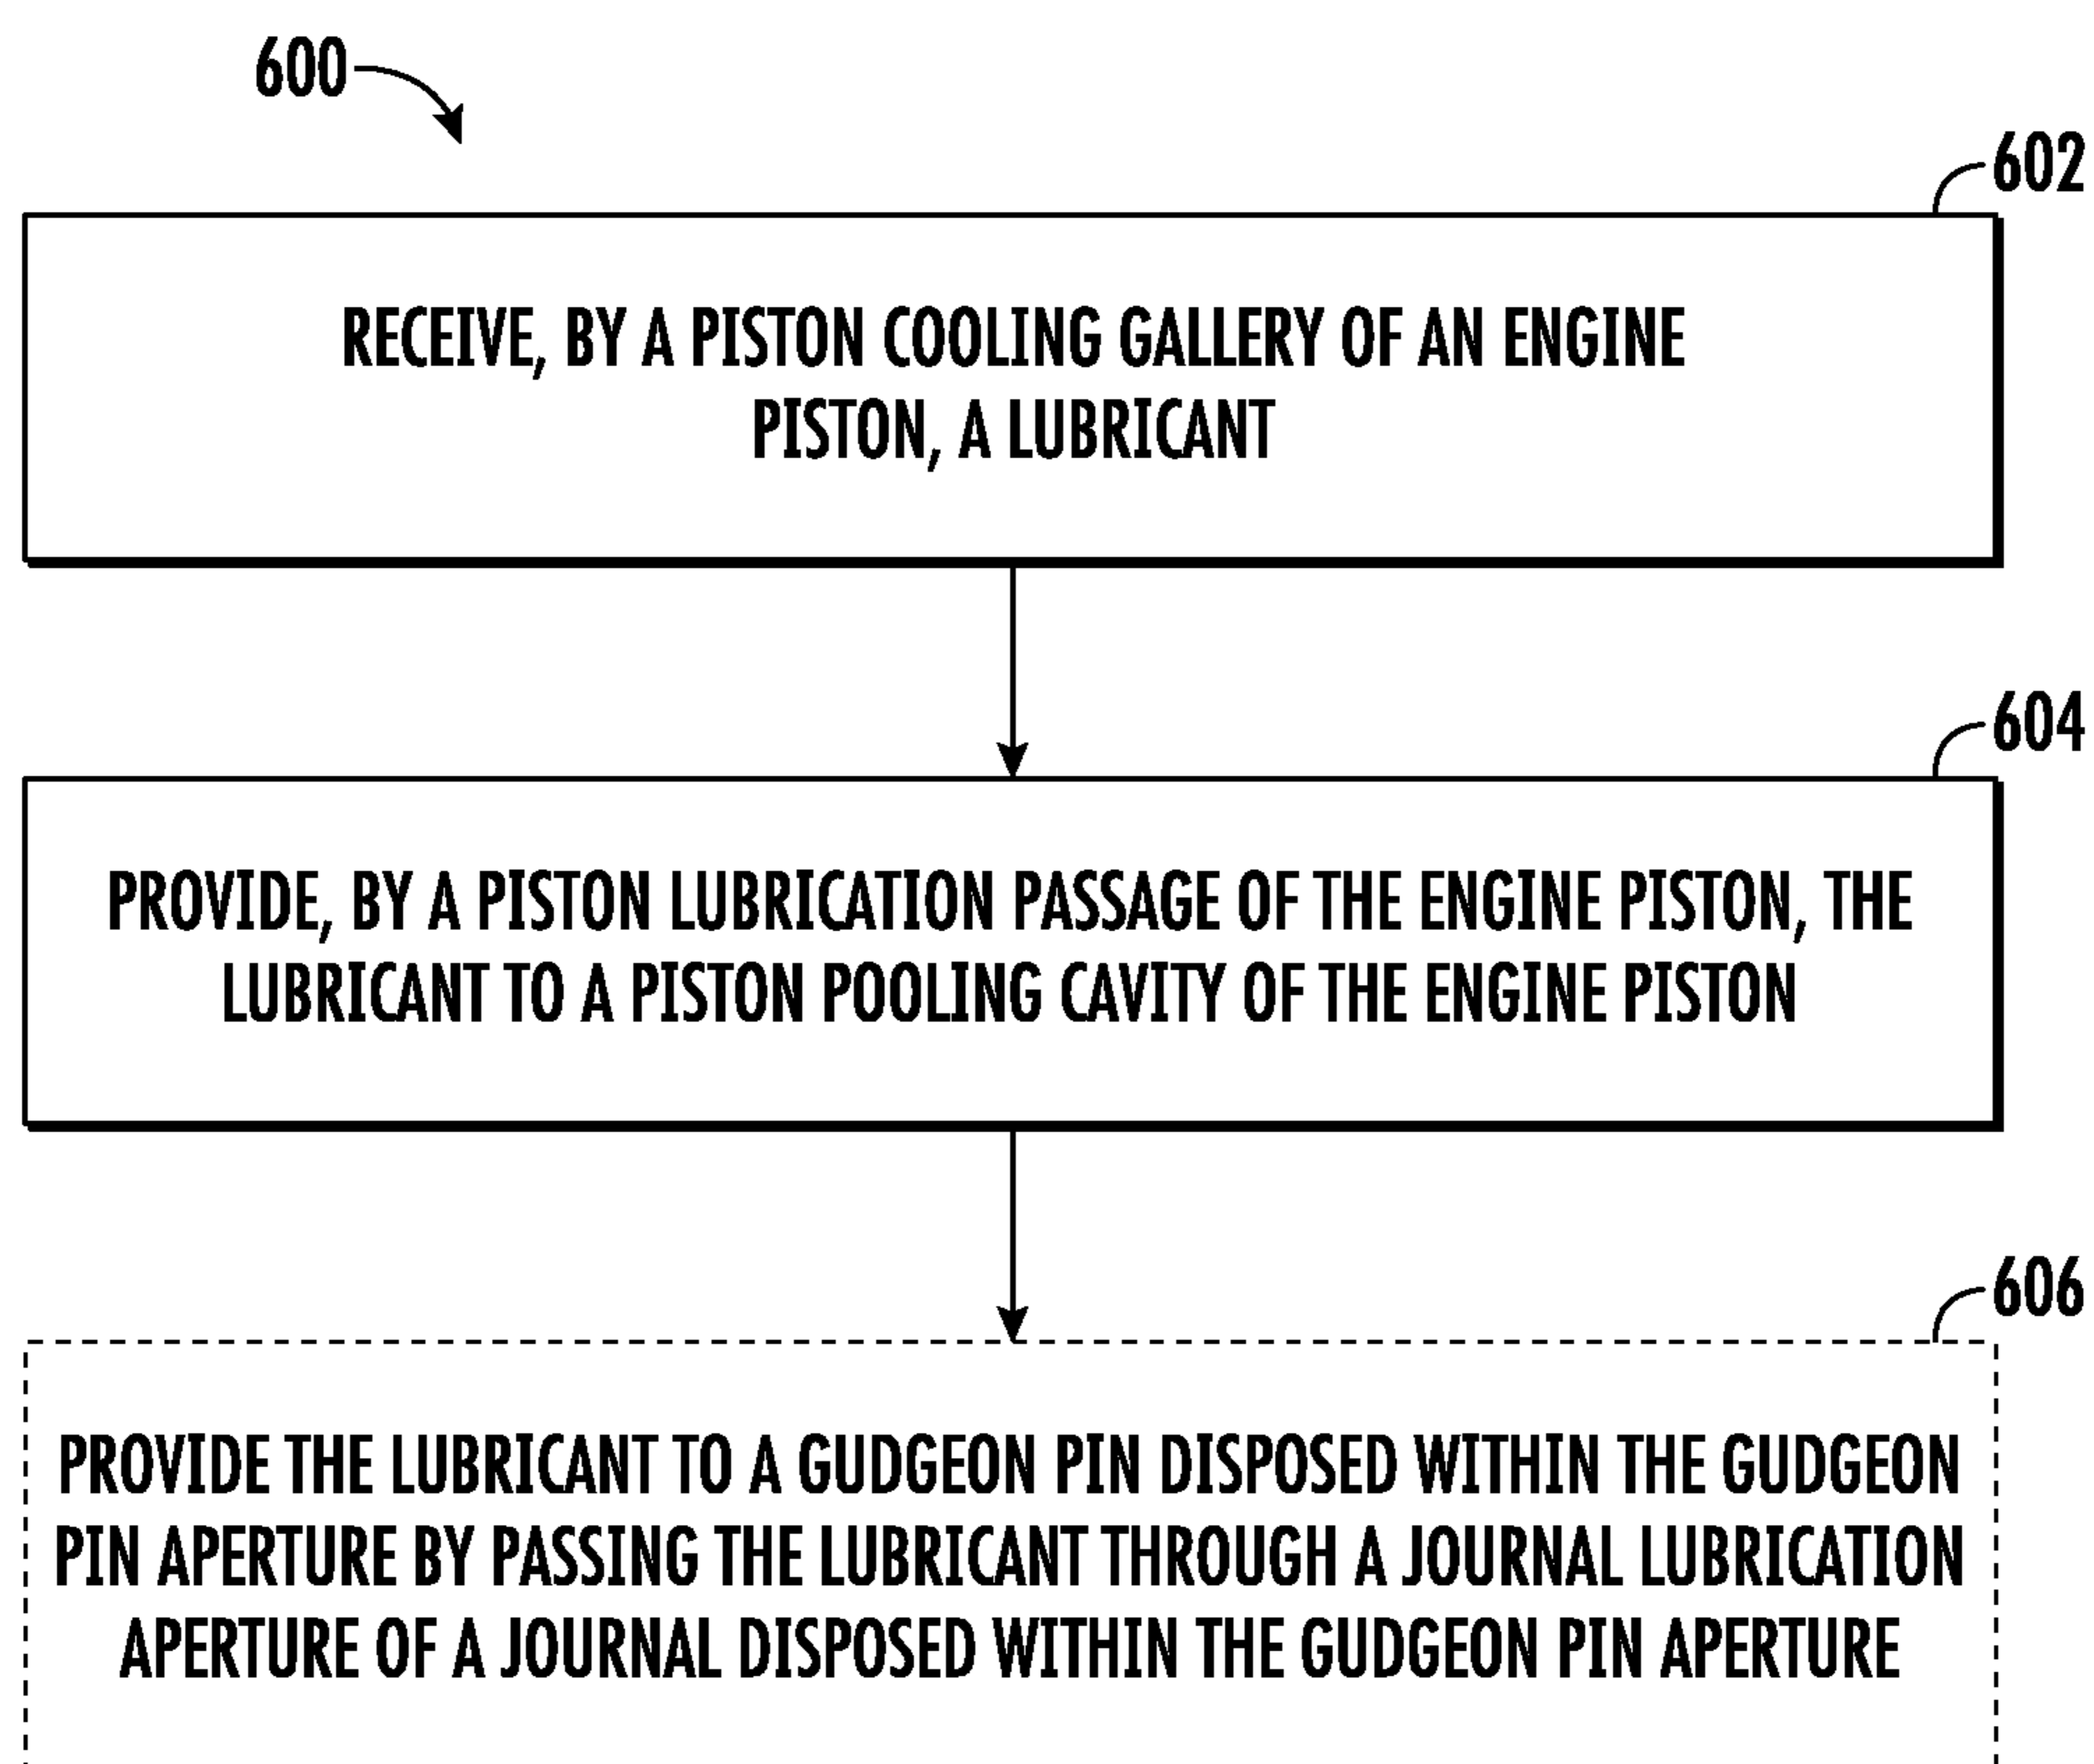 600
602
RECEIVE, BY A PISTON COOLING GALLERY OF AN ENGINE
PISTON, A LUBRICANT
604
PROVIDE, BY A PISTON LUBRICATION PASSAGE OF THE ENGINE PISTON, THE
LUBRICANT TO A PISTON POOLING CAVITY OF THE ENGINE PISTON
606
PROVIDE THE LUBRICANT TO A GUDGEON PIN DISPOSED WITHIN THE GUDGEON
PIN APERTURE BY PASSING THE LUBRICANT THROUGH A JOURNAL LUBRICATION
APERTURE OF A JOURNAL DISPOSED WITHIN THE GUDGEON PIN APERTURE